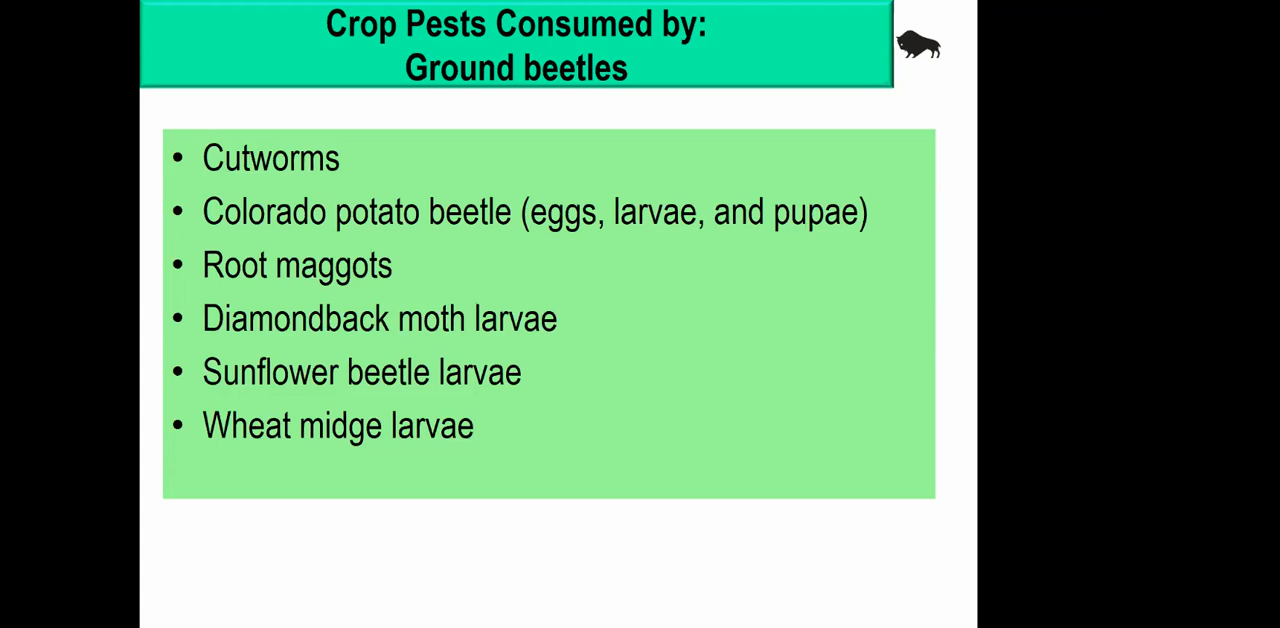 Crop Pests Consumed by:
Ground beetles
• Cutworms
• Colorado potato beetle (eggs, larvae, and pupae)
• Root maggots
• Diamondback moth larvae
• Sunflower beetle larvae
• Wheat midge larvae